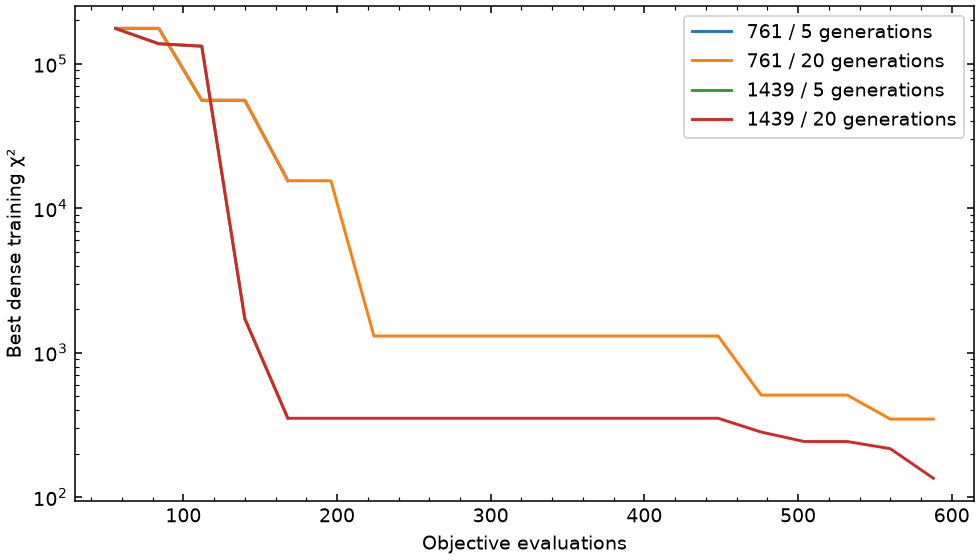 761 / 5 generations
761 / 20 generations
1439 / 5 generations
1439 / 20 generations
Best dense training χ²
10⁵
10⁴
10³
10²
100 200 300 400 500 600
Objective evaluations